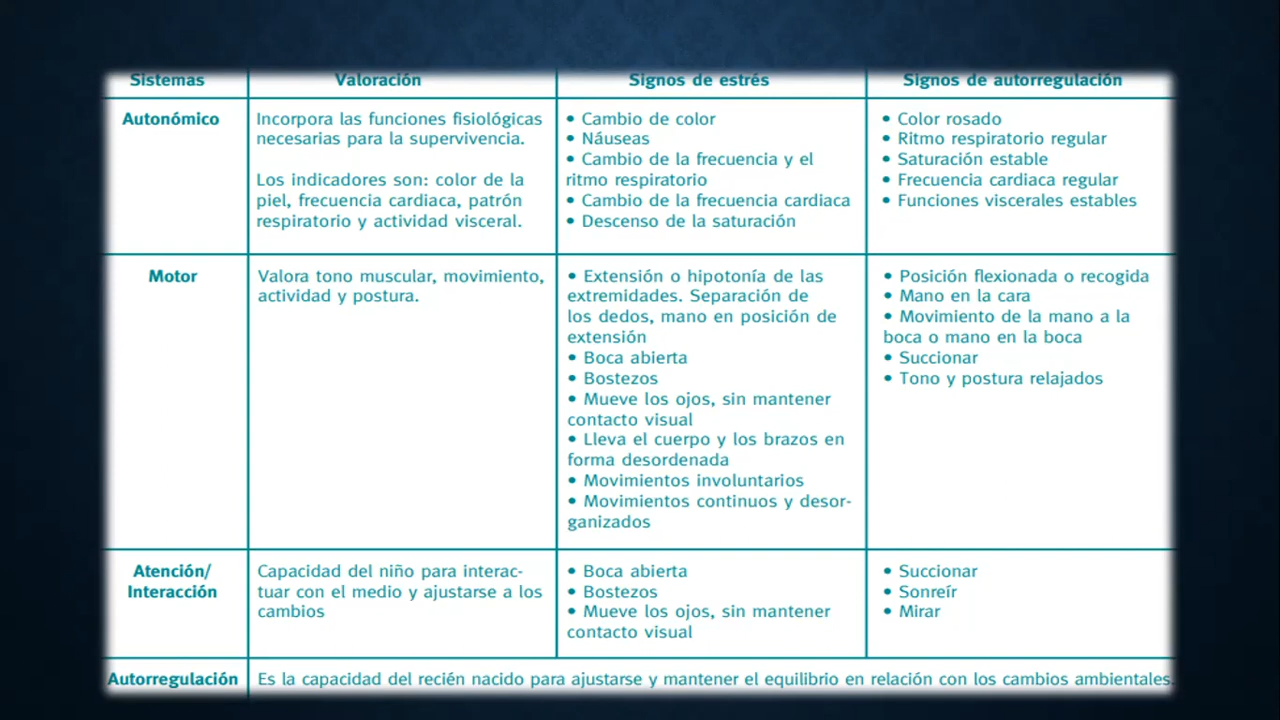 Sistemas Valoración Signos de estrés Signos de autorregulación
Autonómico
Incorpora las funciones fisiológicas
necesarias para la supervivencia.
Los indicadores son: color de la
piel, frecuencia cardiaca, patrón
respiratorio y actividad visceral.
• Cambio de color
• Náuseas
• Cambio de la frecuencia y el
ritmo respiratorio
• Cambio de la frecuencia cardiaca
• Descenso de la saturación
• Color rosado
• Ritmo respiratorio regular
• Saturación estable
• Frecuencia cardiaca regular
• Funciones viscerales estables
Motor
Valora tono muscular, movimiento,
actividad y postura.
• Extensión o hipotonía de las
extremidades. Separación de
los dedos, mano en posición de
extensión
• Boca abierta
• Bostezos
• Mueve los ojos, sin mantener
contacto visual
• Lleva el cuerpo y los brazos en
forma desordenada
• Movimientos involuntarios
• Movimientos continuos y desor-
ganizados
• Posición flexionada o recogida
• Mano en la cara
• Movimiento de la mano a la
boca o mano en la boca
• Succionar
• Tono y postura relajados
Atención/
Interacción
Capacidad del niño para interac-
tuar con el medio y ajustarse a los
cambios
• Boca abierta
• Bostezos
• Mueve los ojos, sin mantener
contacto visual
• Succionar
• Sonreír
• Mirar
Autorregulación
Es la capacidad del recién nacido para ajustarse y mantener el equilibrio en relación con los cambios ambientales.